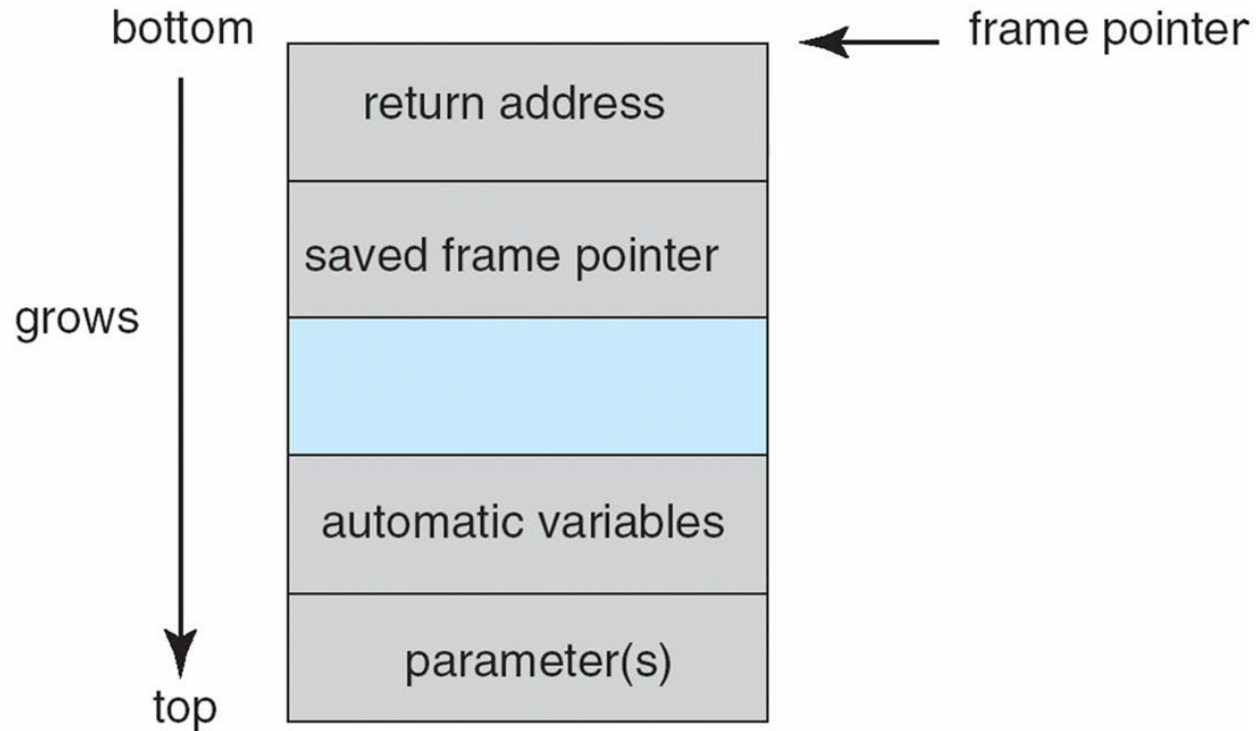 bottom
frame pointer
return address
saved frame pointer
grows
automatic variables
parameter(s)
top